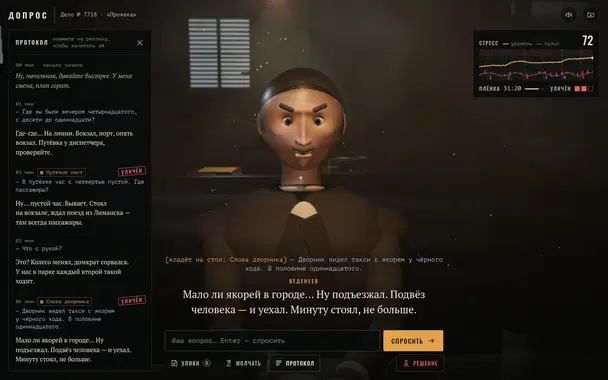 ДОПРОС
Дело № 7718 · «Проявка»
ПРОТОКОЛ
нажмите на реплику,
чтобы зачитать её
00 мин · начало записи
Ну, начальник, давайте быстрее. У меня
смена, план горит.
01 мин
— Где вы были вечером четырнадцатого,
с десяти до одиннадцати?
Где-где… На линии. Вокзал, порт, опять
вокзал. Путёвка у диспетчера,
проверяйте.
03 мин
Путевой лист
УЛИЧЁН
— В путёвке час с четвертью пустой. Где
пассажиры?
Ну… пустой час. Бывает. Стоял
на вокзале, ждал поезд из Лиманска —
там всегда пассажиры.
— Что с рукой?
Это? Колесо менял, домкрат сорвался.
У нас в парке каждый второй такой
ходит.
Слова дворника
УЛИЧЁН
— Дворник видел такси с якорем
у чёрного хода. В половине
одиннадцатого.
Мало ли якорей в городе… Ну
подъезжал. Подвёз человека — и
уехал. Минуту стоял, не больше.
СТРЕСС
— уровень
— пульс
72
ПЛЁНКА 31:20
УЛИЧЁН
[кладёт на стол: Слова дворника] — Дворник видел такси с якорем у чёрного
хода. В половине одиннадцатого.
ВЕДЕНЕЕВ
Мало ли якорей в городе… Ну подъезжал. Подвёз
человека — и уехал. Минуту стоял, не больше.
Ваш вопрос… Enter — спросить
СПРОСИТЬ →
УЛИКИ
МОЛЧАТЬ
ПРОТОКОЛ
РЕШЕНИЕ